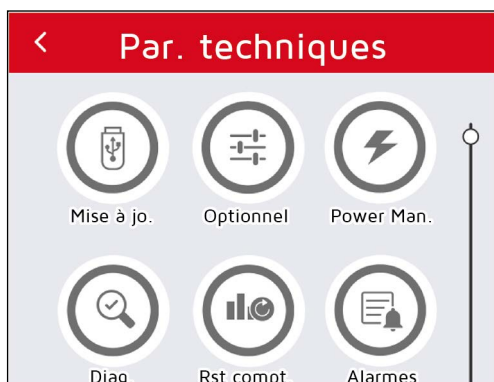 Par. techniques
Mise à jo. Optionnel Power Man.
Diag. Rst compt. Alarmes